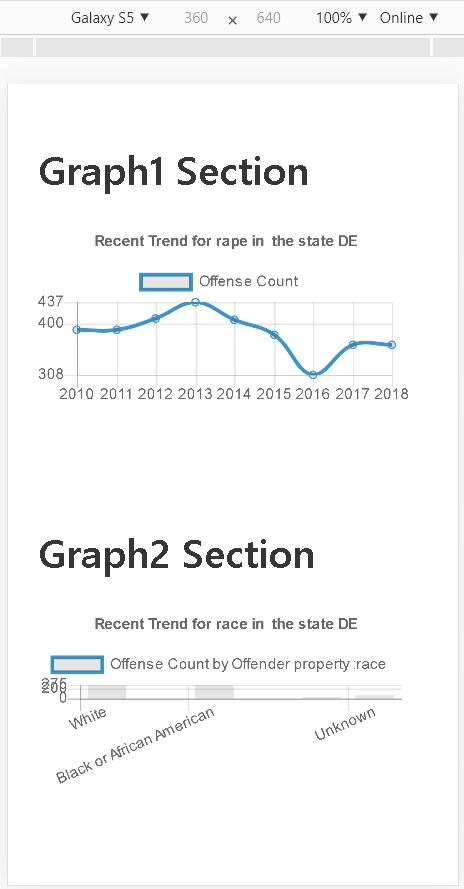 Galaxy S5 ▼ 360 × 640 100% ▼ Online ▼
Graph1 Section
Recent Trend for rape in the state DE
Offense Count
437
400
308
2010 2011 2012 2013 2014 2015 2016 2017 2018
Graph2 Section
Recent Trend for race in the state DE
Offense Count by Offender property :race
275
200
0
White
Black or African American
Unknown